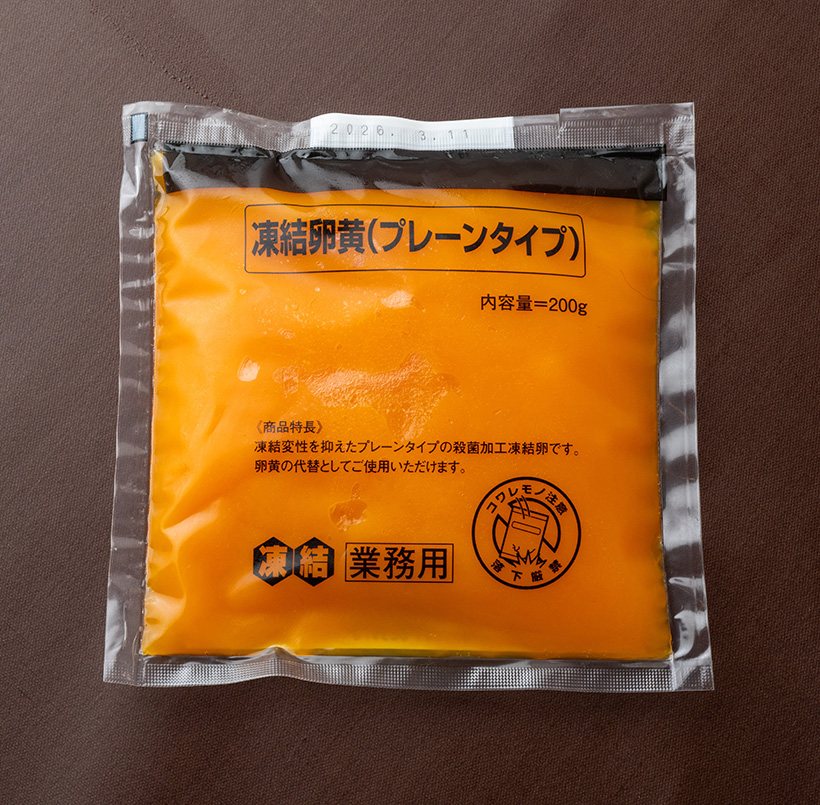 2026. 3.11
凍結卵黄(プレーンタイプ)
内容量=200g
《商品特長》
凍結変性を抑えたプレーンタイプの殺菌加工凍結卵です。
卵黄の代替としてご使用いただけます。
コワレモノ注意
落下厳禁
凍結 業務用